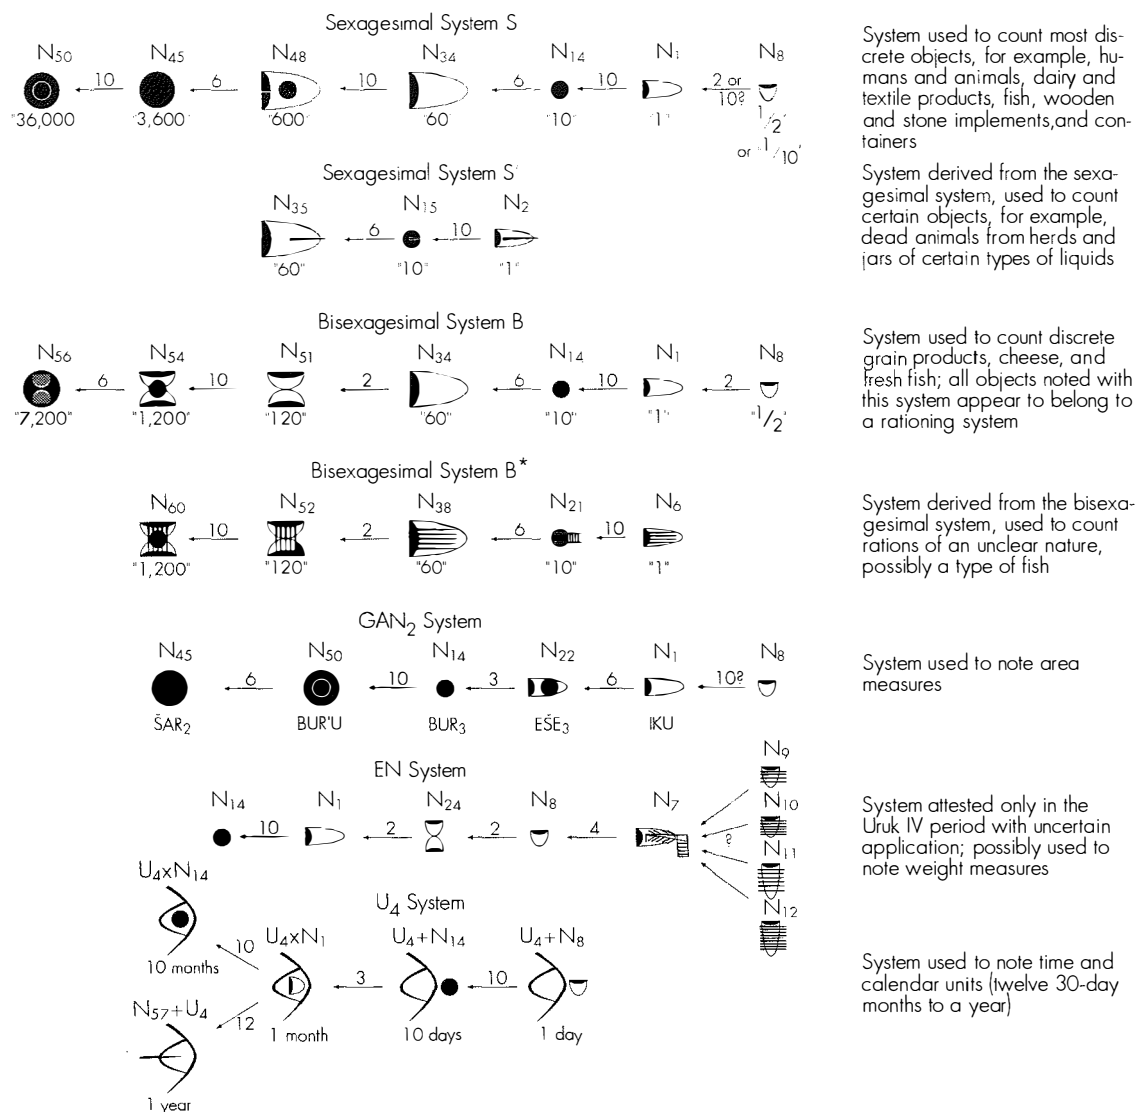 Sexagesimal System S
N50 N45 N48 N34 N14 N1 N8
10 6 10 6 10 2 or 10?
"36,000" "3,600" "600" "60" "10" "1" 1/2' or "1/10'
System used to count most dis-
crete objects, for example, hu-
mans and animals, dairy and
textile products, fish, wooden
and stone implements,and con-
tainers
Sexagesimal System S'
N35 N15 N2
6 10
"60" "10" "1"
System derived from the sexa-
gesimal system, used to count
certain objects, for example,
dead animals from herds and
jars of certain types of liquids
Bisexagesimal System B
N56 N54 N51 N34 N14 N1 N8
6 10 2 6 10 2
"7,200" "1,200" "120" "60" "10" "1" "1/2"
System used to count discrete
grain products, cheese, and
fresh fish; all objects noted with
this system appear to belong to
a rationing system
Bisexagesimal System B*
N60 N52 N38 N21 N6
10 2 6 10
"1,200" "120" "60" "10" "1"
System derived from the bisexa-
gesimal system, used to count
rations of an unclear nature,
possibly a type of fish
GAN2 System
N45 N50 N14 N22 N1 N8
6 10 3 6 10?
ŠAR2 BUR'U BUR3 EŠE3 IKU
System used to note area
measures
EN System
N14 N1 N24 N8 N7
10 2 2 4 ?
N9
N10
N11
N12
System attested only in the
Uruk IV period with uncertain
application; possibly used to
note weight measures
U4 System
U4xN14
10
10 months
U4xN1 U4+N14 U4+N8
3 10
1 month 10 days 1 day
N57+U4
12
1 year
System used to note time and
calendar units (twelve 30-day
months to a year)